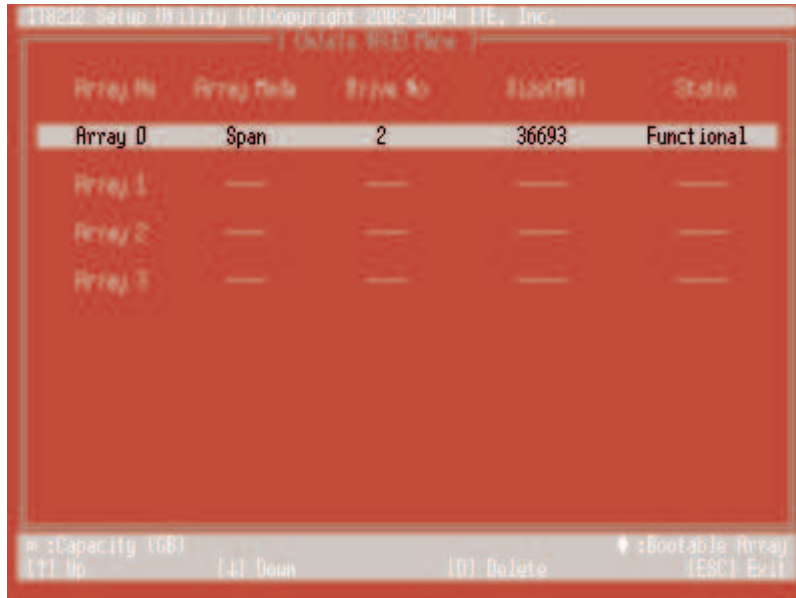 IT8212 Setup Utility (C)Copyright 2002-2004 ITE, Inc.
[ Delete RAID Menu ]
Array No Array Mode Drive No Size(MB) Status
Array 0 Span 2 36693 Functional
Array 1
Array 2
Array 3
:Capacity (GB) :Bootable Array
[↑] Up [↓] Down [D] Delete [ESC] Exit